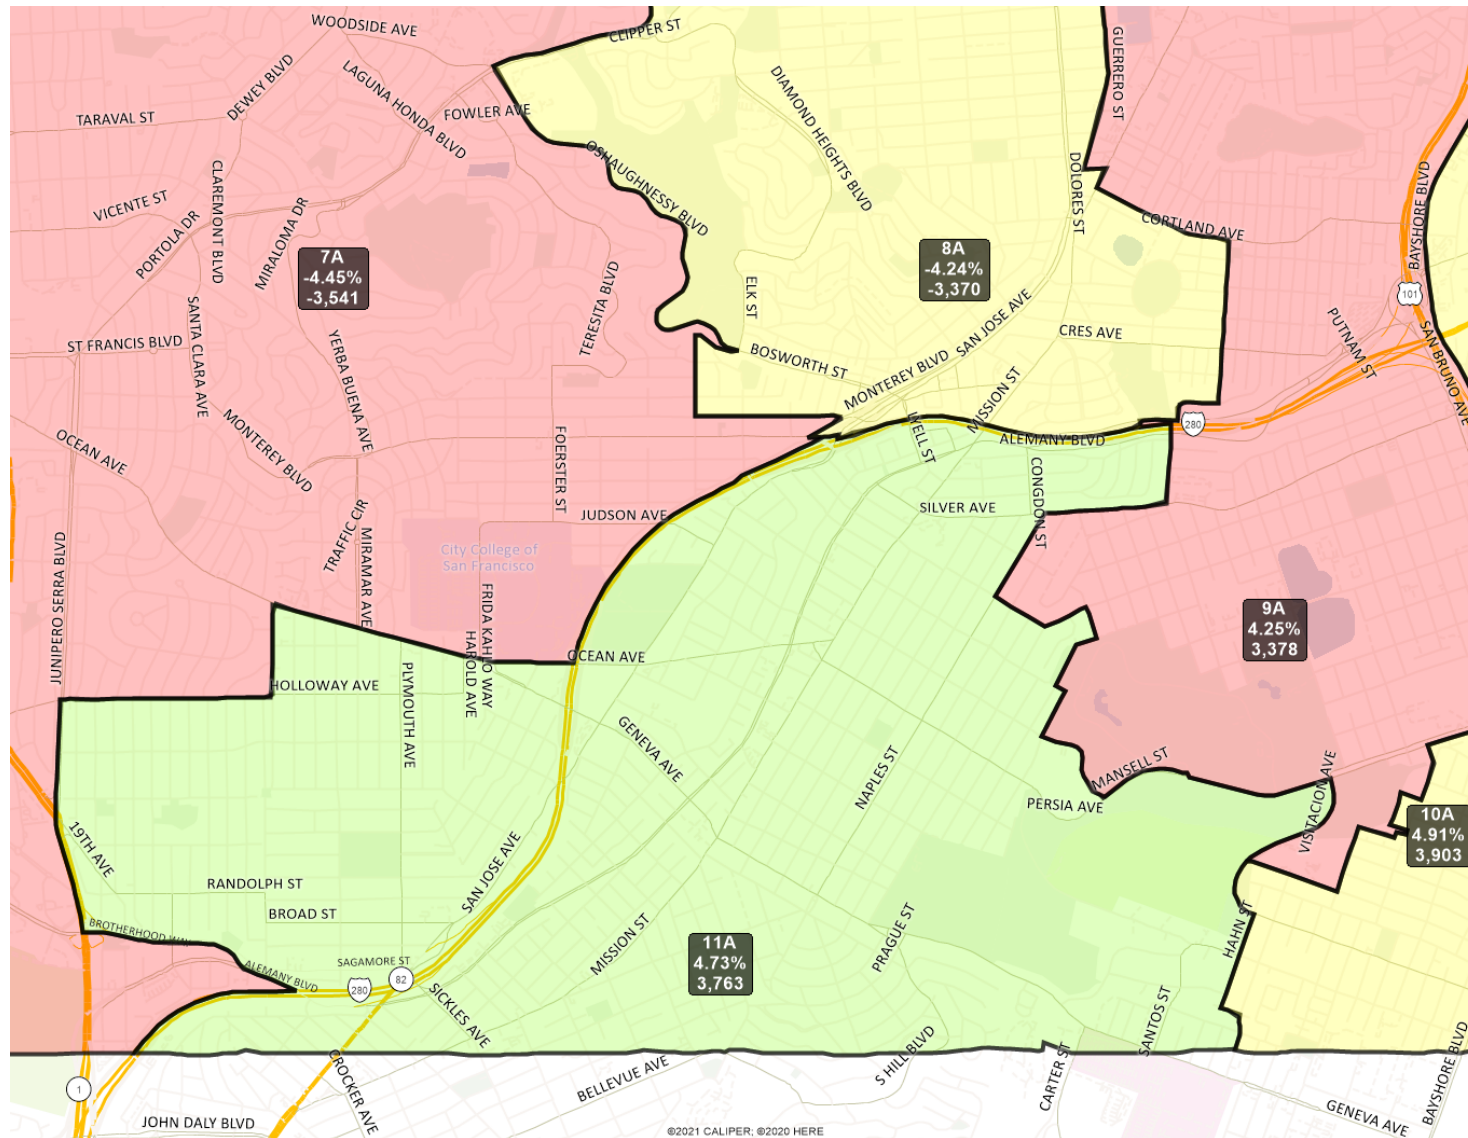 WOODSIDE AVE
CLIPPER ST
GUERRERO ST
DEWEY BLVD
LAGUNA HONDA BLVD
FOWLER AVE
DIAMOND HEIGHTS BLVD
TARAVAL ST
OSHAUGHNESSY BLVD
DOLORES ST
CLAREMONT BLVD
VICENTE ST
PORTOLA DR
MIRALOMA DR
CORTLAND AVE
BAYSHORE BLVD
7A
-4.45%
-3,541
8A
-4.24%
-3,370
TERESITA BLVD
ELK ST
101
SANTA CLARA AVE
ST FRANCIS BLVD
YERBA BUENA AVE
BOSWORTH ST
MONTEREY BLVD
SAN JOSE AVE
CRES AVE
PUTNAM ST
SAN BRUNO AVE
MISSION ST
LYELL ST
ALEMANY BLVD
280
OCEAN AVE
MONTEREY BLVD
FOERSTER ST
CONGDON ST
SILVER AVE
JUDSON AVE
TRAFFIC CIR
MIRAMAR AVE
JUNIPERO SERRA BLVD
City College of
San Francisco
FRIDA KAHLO WAY
HAROLD AVE
9A
4.25%
3,378
OCEAN AVE
PLYMOUTH AVE
HOLLOWAY AVE
GENEVA AVE
NAPLES ST
MANSELL ST
PERSIA AVE
VISITACION AVE
10A
4.91%
3,903
19TH AVE
SAN JOSE AVE
RANDOLPH ST
BROAD ST
BROTHERHOOD WAY
SAGAMORE ST
ALEMANY BLVD
280
82
SICKLES AVE
MISSION ST
11A
4.73%
3,763
PRAGUE ST
HAHN ST
SANTOS ST
S HILL BLVD
CARTER ST
BAYSHORE BLVD
1
CROCKER AVE
BELLEVUE AVE
JOHN DALY BLVD
GENEVA AVE
©2021 CALIPER; ©2020 HERE